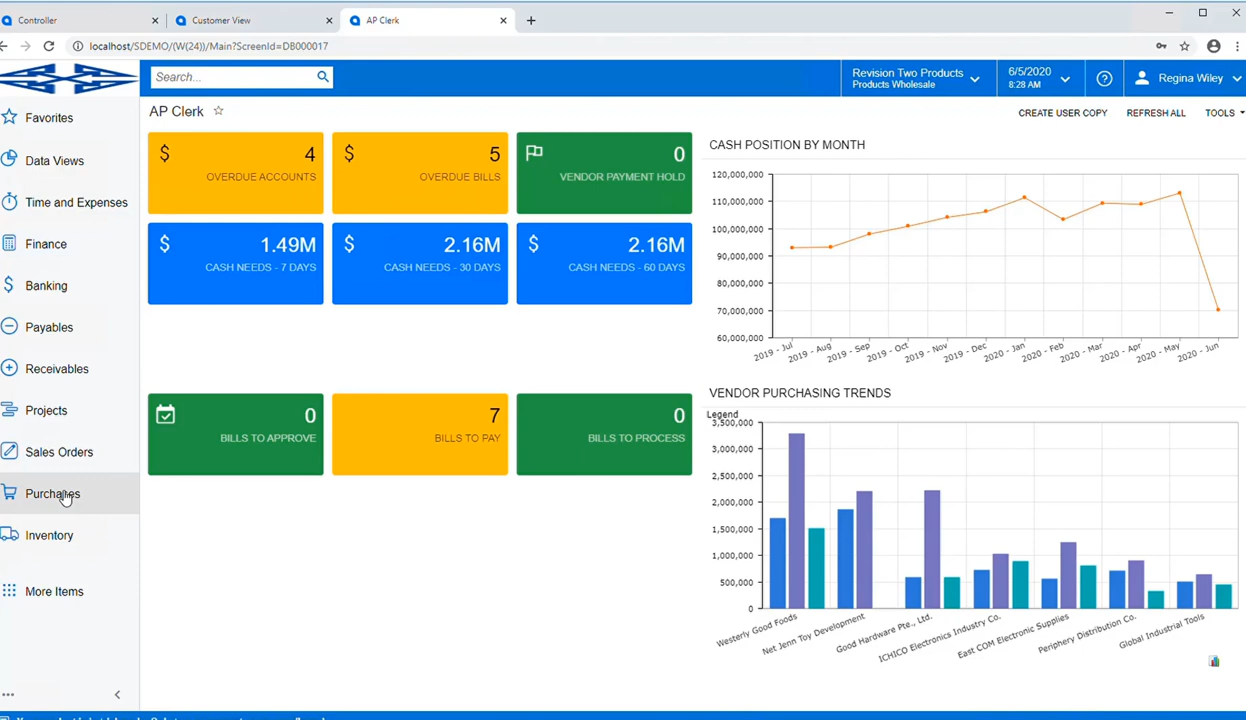 Controller
Customer View
AP Clerk
localhost/SDEMO/(W(24))/Main?ScreenId=DB000017
Search...
Revision Two Products
Products Wholesale
6/5/2020
8:28 AM
Regina Wiley
Favorites
Data Views
Time and Expenses
Finance
Banking
Payables
Receivables
Projects
Sales Orders
Purchases
Inventory
More Items
AP Clerk
CREATE USER COPY
REFRESH ALL
TOOLS
$ 4
OVERDUE ACCOUNTS
$ 5
OVERDUE BILLS
0
VENDOR PAYMENT HOLD
$ 1.49M
CASH NEEDS - 7 DAYS
$ 2.16M
CASH NEEDS - 30 DAYS
$ 2.16M
CASH NEEDS - 60 DAYS
0
BILLS TO APPROVE
7
BILLS TO PAY
0
BILLS TO PROCESS
CASH POSITION BY MONTH
120,000,000
110,000,000
100,000,000
90,000,000
80,000,000
70,000,000
60,000,000
2019 - Jul
2019 - Aug
2019 - Sep
2019 - Oct
2019 - Nov
2019 - Dec
2020 - Jan
2020 - Feb
2020 - Mar
2020 - Apr
2020 - May
2020 - Jun
VENDOR PURCHASING TRENDS
Legend
3,500,000
3,000,000
2,500,000
2,000,000
1,500,000
1,000,000
500,000
0
Westerly Good Foods
Net Jenn Toy Development
Good Hardware Pte., Ltd.
ICHICO Electronics Industry Co.
East COM Electronic Supplies
Periphery Distribution Co.
Global Industrial Tools